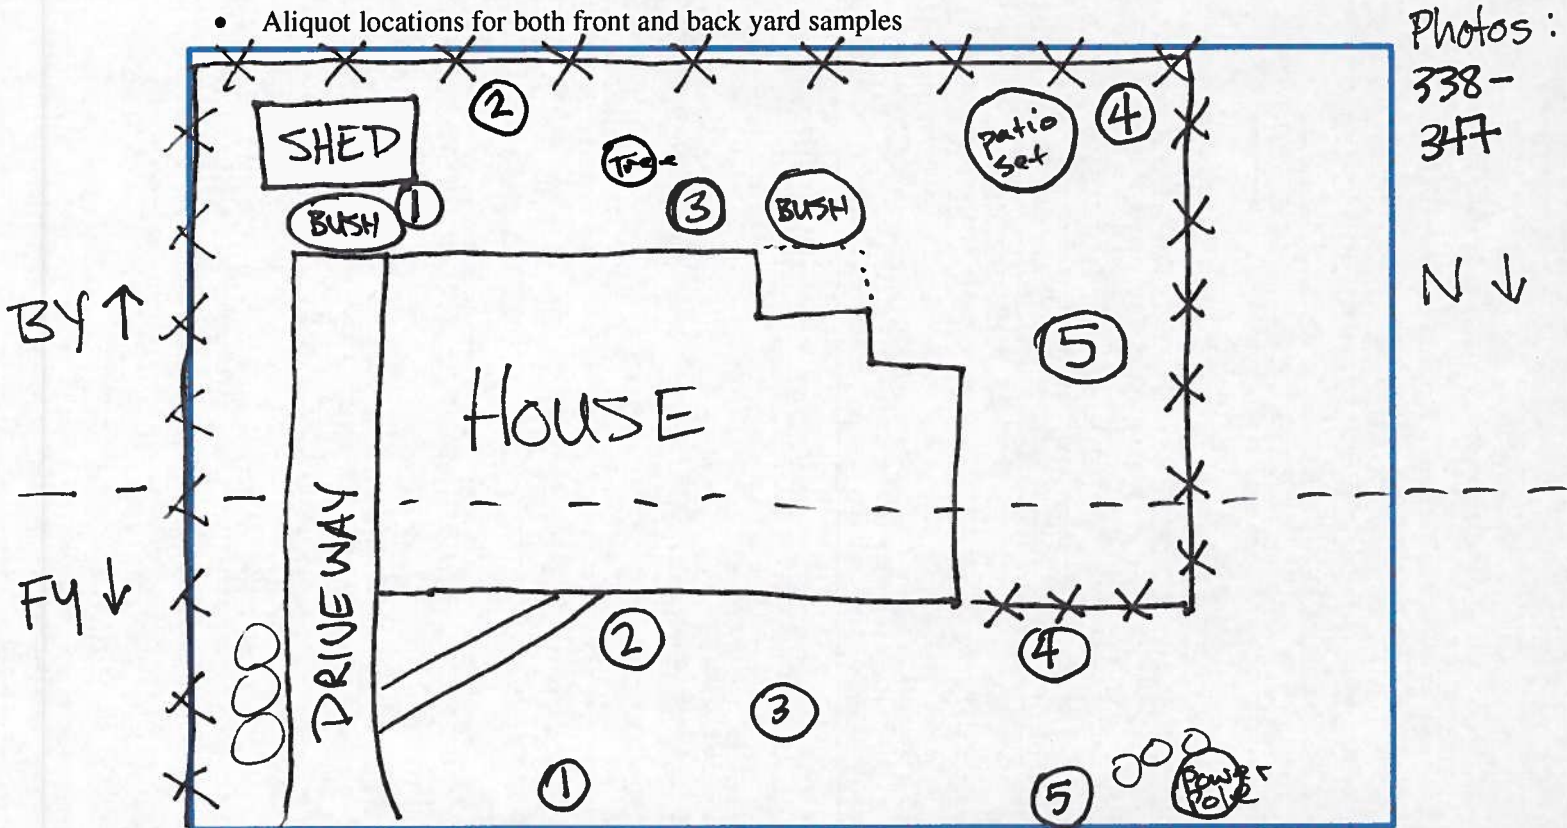 • Aliquot locations for both front and back yard samples
Photos:
338-
347
SHED
2
Tree
patio
set
4
BUSH
1
3
BUSH
N ↓
BY ↑
5
HOUSE
DRIVEWAY
FY ↓
2
4
3
1
5
power
pole